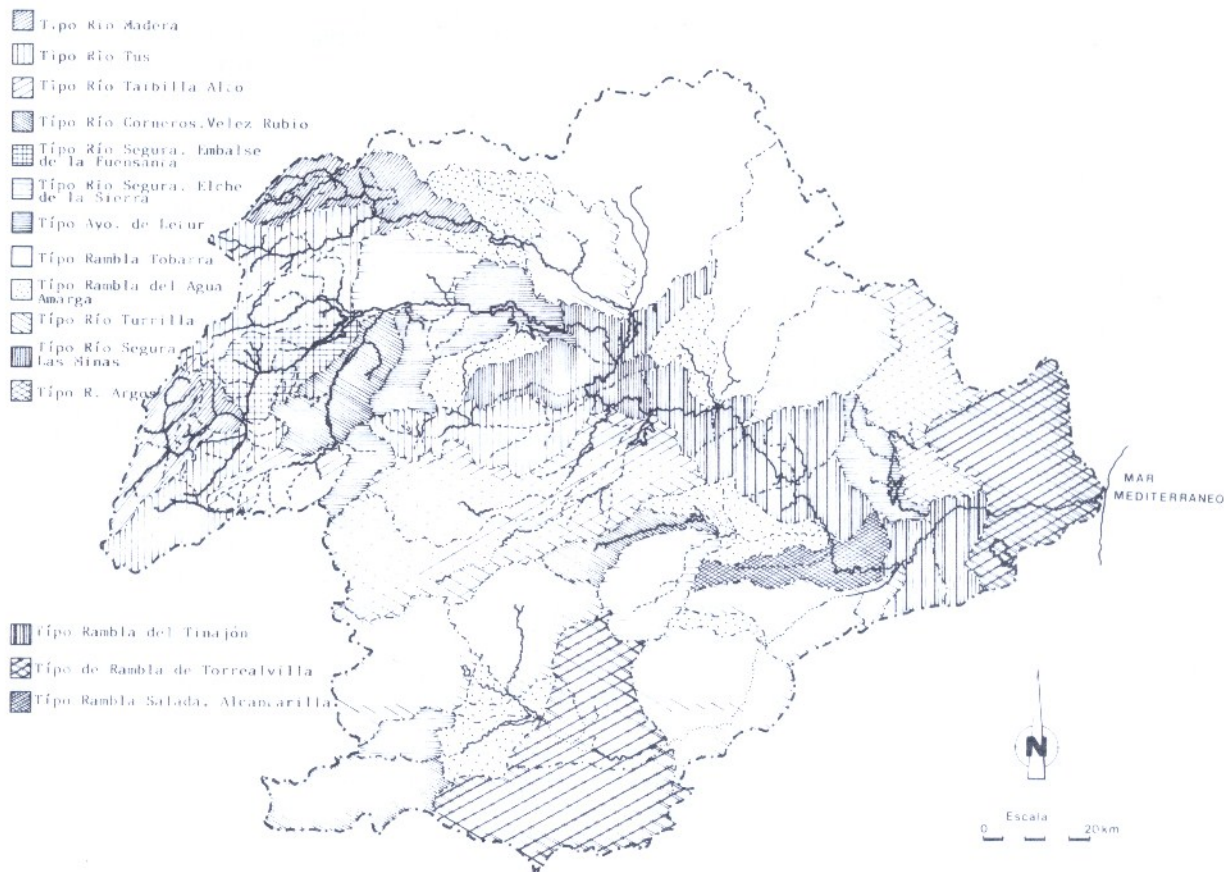 Tipo Río Madera
Tipo Río Tus
Tipo Río Taibilla Alto
Tipo Río Corneros.Velez Rubio
Tipo Río Segura. Embalse
de la Fuensanta
Tipo Río Segura. Elche
de la Sierra
Tipo Ayo. de Letur
Tipo Rambla Tobarra
Tipo Rambla del Agua
Amarga
Tipo Río Turrilla
Tipo Río Segura
Las Minas
Tipo R. Argos
MAR
MEDITERRANEO
Tipo Rambla del Tinajón
Tipo de Rambla de Torrealvilla
Tipo Rambla Salada. Alcancarilla.
N
Escala
0 20km